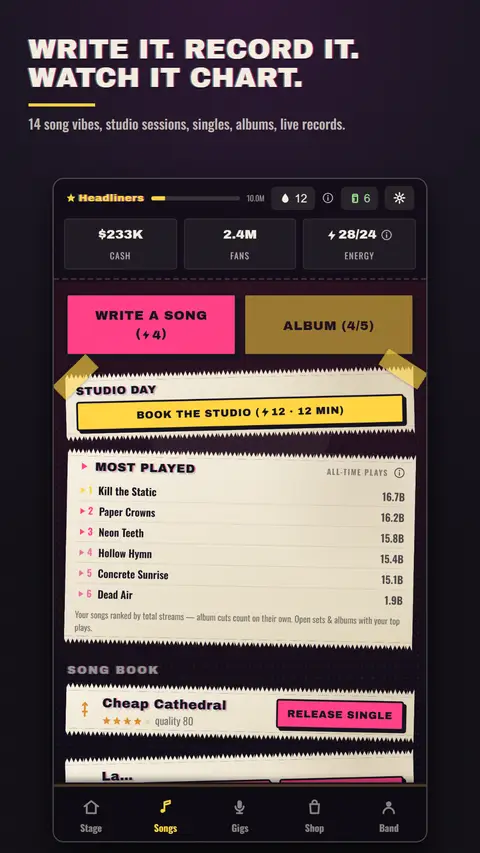 WRITE IT. RECORD IT.
WATCH IT CHART.
14 song vibes, studio sessions, singles, albums, live records.
Headliners 10.0M 12 6
$233K 2.4M 28/24
CASH FANS ENERGY
WRITE A SONG
(4)
ALBUM (4/5)
STUDIO DAY
BOOK THE STUDIO (12 · 12 MIN)
MOST PLAYED ALL-TIME PLAYS
1 Kill the Static 16.7B
2 Paper Crowns 16.2B
3 Neon Teeth 15.8B
4 Hollow Hymn 15.4B
5 Concrete Sunrise 15.1B
6 Dead Air 1.9B
Your songs ranked by total streams — album cuts count on their own. Open sets & albums with your top
plays.
SONG BOOK
Cheap Cathedral
quality 80
RELEASE SINGLE
La...
Stage Songs Gigs Shop Band